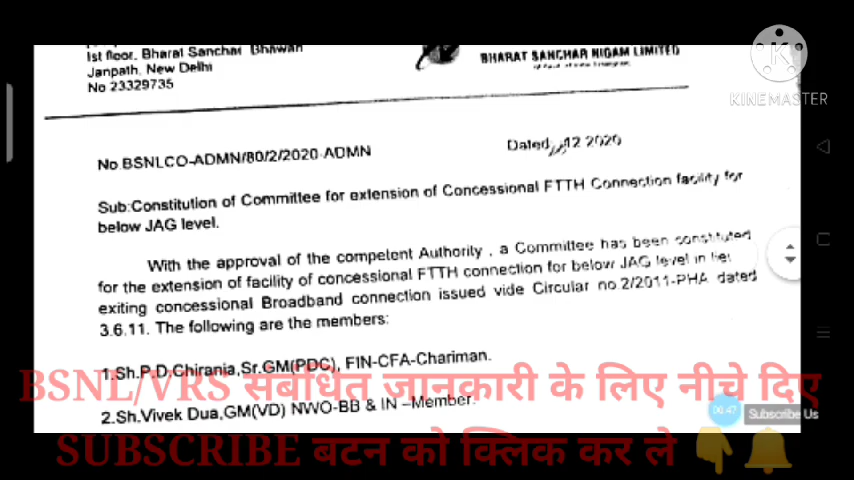 Ist floor, Bharat Sanchar Bhawan
Janpath, New Delhi
No 23329735
BHARAT SANCHAR NIGAM LIMITED
KINEMASTER
No.BSNLCO-ADMN/80/2/2020-ADMN
Dated 12 2020
Sub:Constitution of Committee for extension of Concessional FTTH Connection facility for
below JAG level.
With the approval of the competent Authority , a Committee has been constituted
for the extension of facility of concessional FTTH connection for below JAG level in
exiting concessional Broadband connection issued vide Circular no.2/2011-PHA dated
3.6.11. The following are the members:
1.Sh.P.D.Chirania,Sr.GM(PDC), FIN-CFA-Chariman.
BSNL/VRS सबंधित जानकारी के लिए नीचे दिए
2.Sh.Vivek Dua,GM(VD) NWO-BB & IN –Member.
00:47
Subscribe Us
SUBSCRIBE बटन को क्लिक कर ले 👇🔔